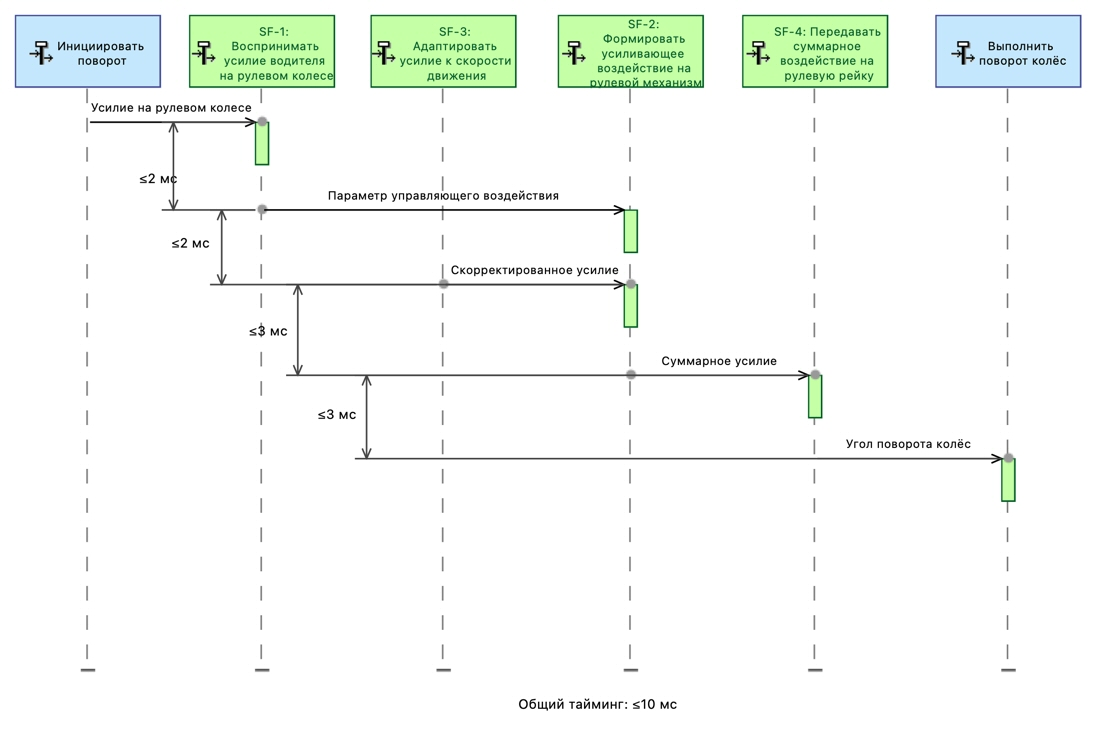 Инициировать
поворот
SF-1:
Воспринимать
усилие водителя
на рулевом колесе
SF-3:
Адаптировать
усилие к скорости
движения
SF-2:
Формировать
усиливающее
воздействие на
рулевой механизм
SF-4: Передавать
суммарное
воздействие на
рулевую рейку
Выполнить
поворот колёс
Усилие на рулевом колесе
≤2 мс
Параметр управляющего воздействия
≤2 мс
Скорректированное усилие
≤3 мс
Суммарное усилие
≤3 мс
Угол поворота колёс
Общий тайминг: ≤10 мс